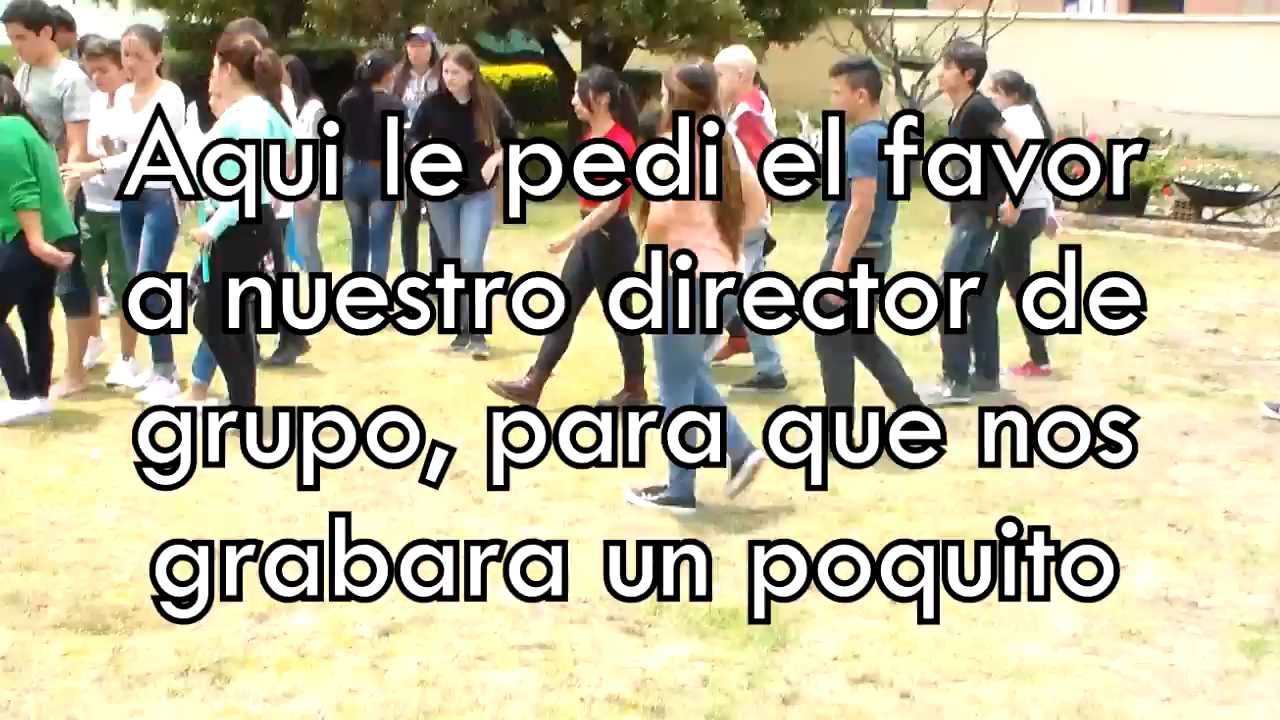 Aqui le pedi el favor
a nuestro director de
grupo, para que nos
grabara un poquito